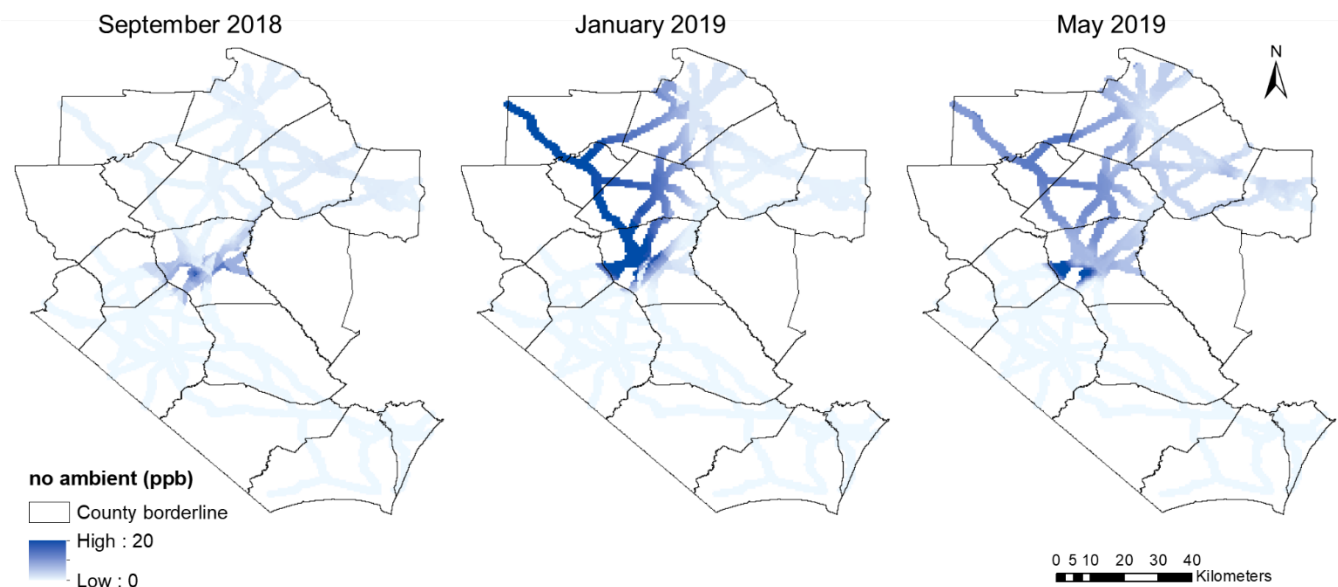 September 2018
January 2019
May 2019
N
no ambient (ppb)
County borderline
High : 20
Low : 0
0 5 10 20 30 40
Kilometers